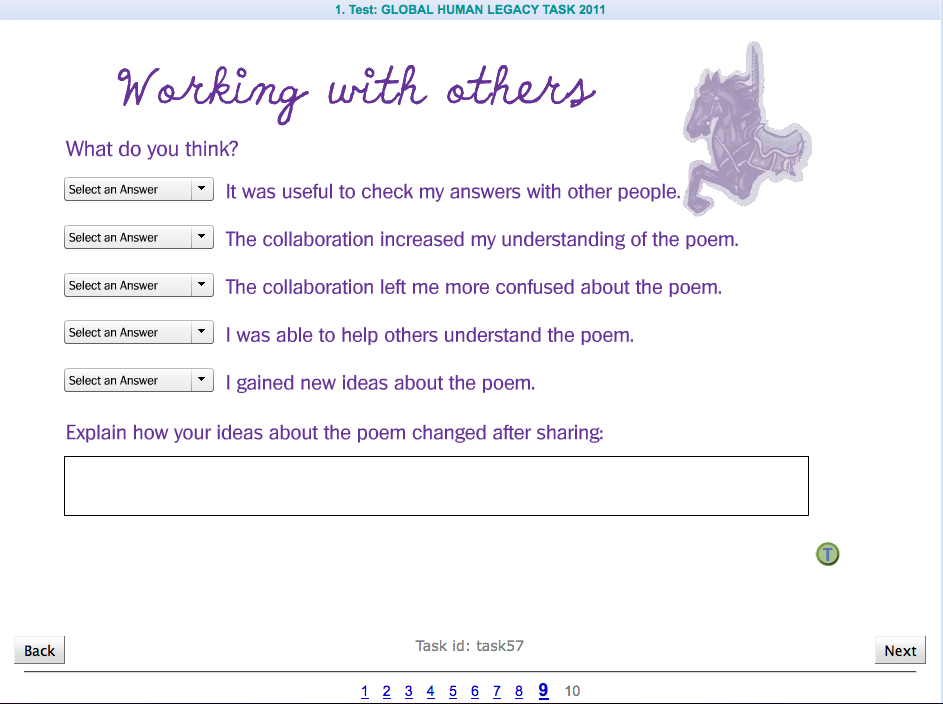 1. Test: GLOBAL HUMAN LEGACY TASK 2011
Working with others
What do you think?
Select an Answer It was useful to check my answers with other people.
Select an Answer The collaboration increased my understanding of the poem.
Select an Answer The collaboration left me more confused about the poem.
Select an Answer I was able to help others understand the poem.
Select an Answer I gained new ideas about the poem.
Explain how your ideas about the poem changed after sharing:
T
Back Task id: task57 Next
1 2 3 4 5 6 7 8 9 10